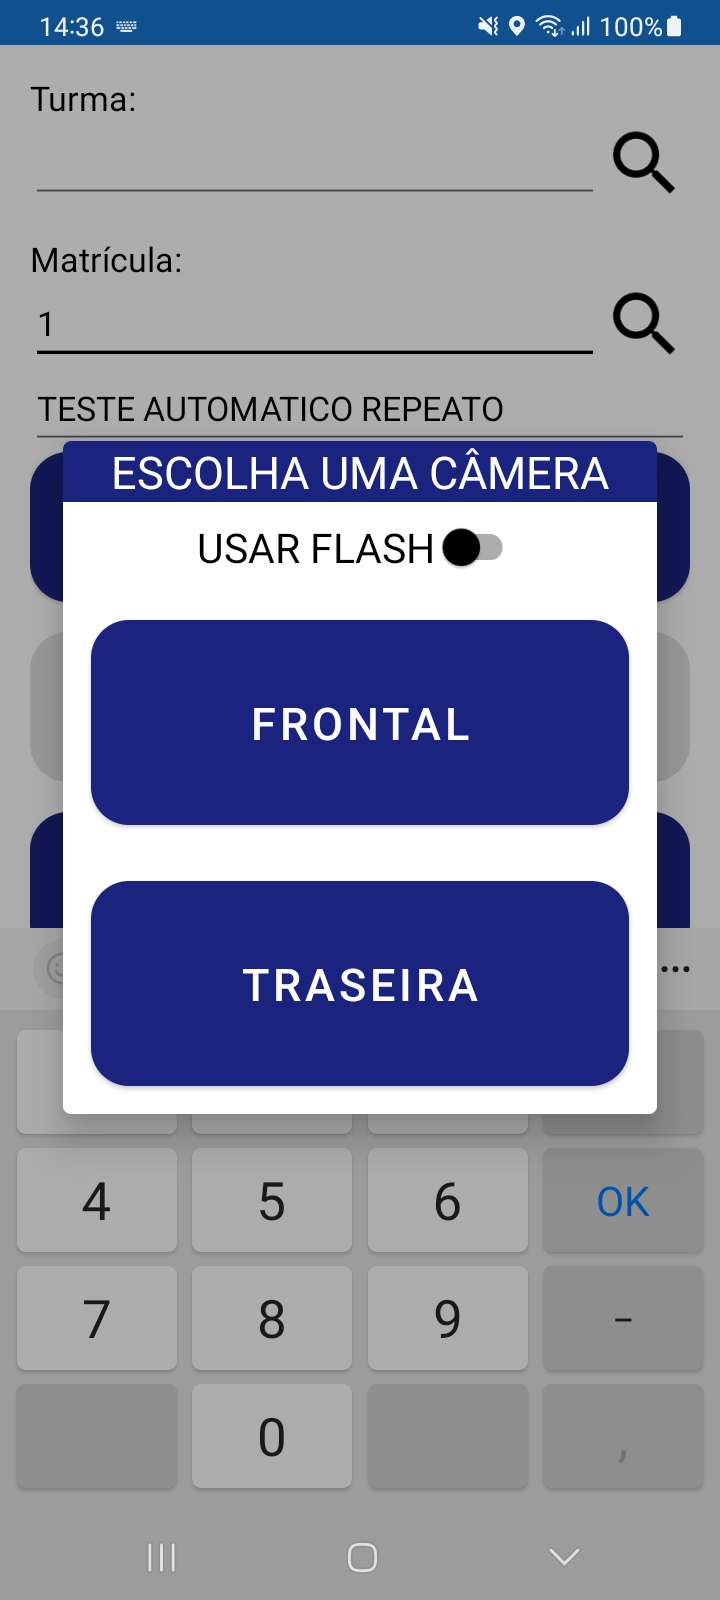 14:36 100%
Turma:
Matrícula:
1
TESTE AUTOMATICO REPEATO
ESCOLHA UMA CÂMERA
USAR FLASH
FRONTAL
TRASEIRA
4 5 6 OK
7 8 9 -
0 ,